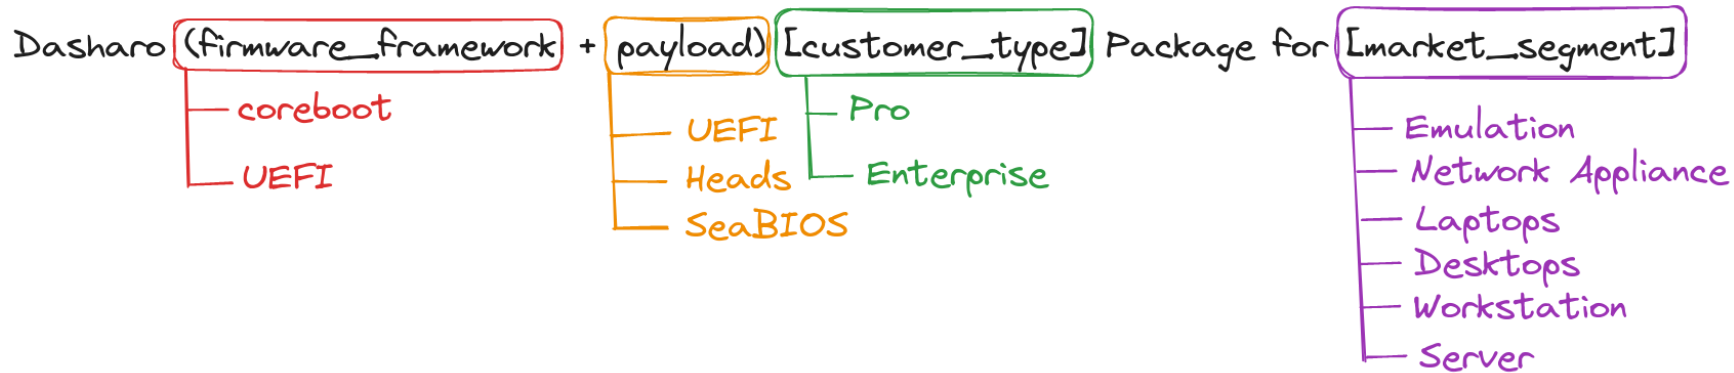 Dasharo (firmware_framework + payload) [customer_type] Package for [market_segment]
coreboot
UEFI
UEFI
Heads
SeaBIOS
Pro
Enterprise
Emulation
Network Appliance
Laptops
Desktops
Workstation
Server